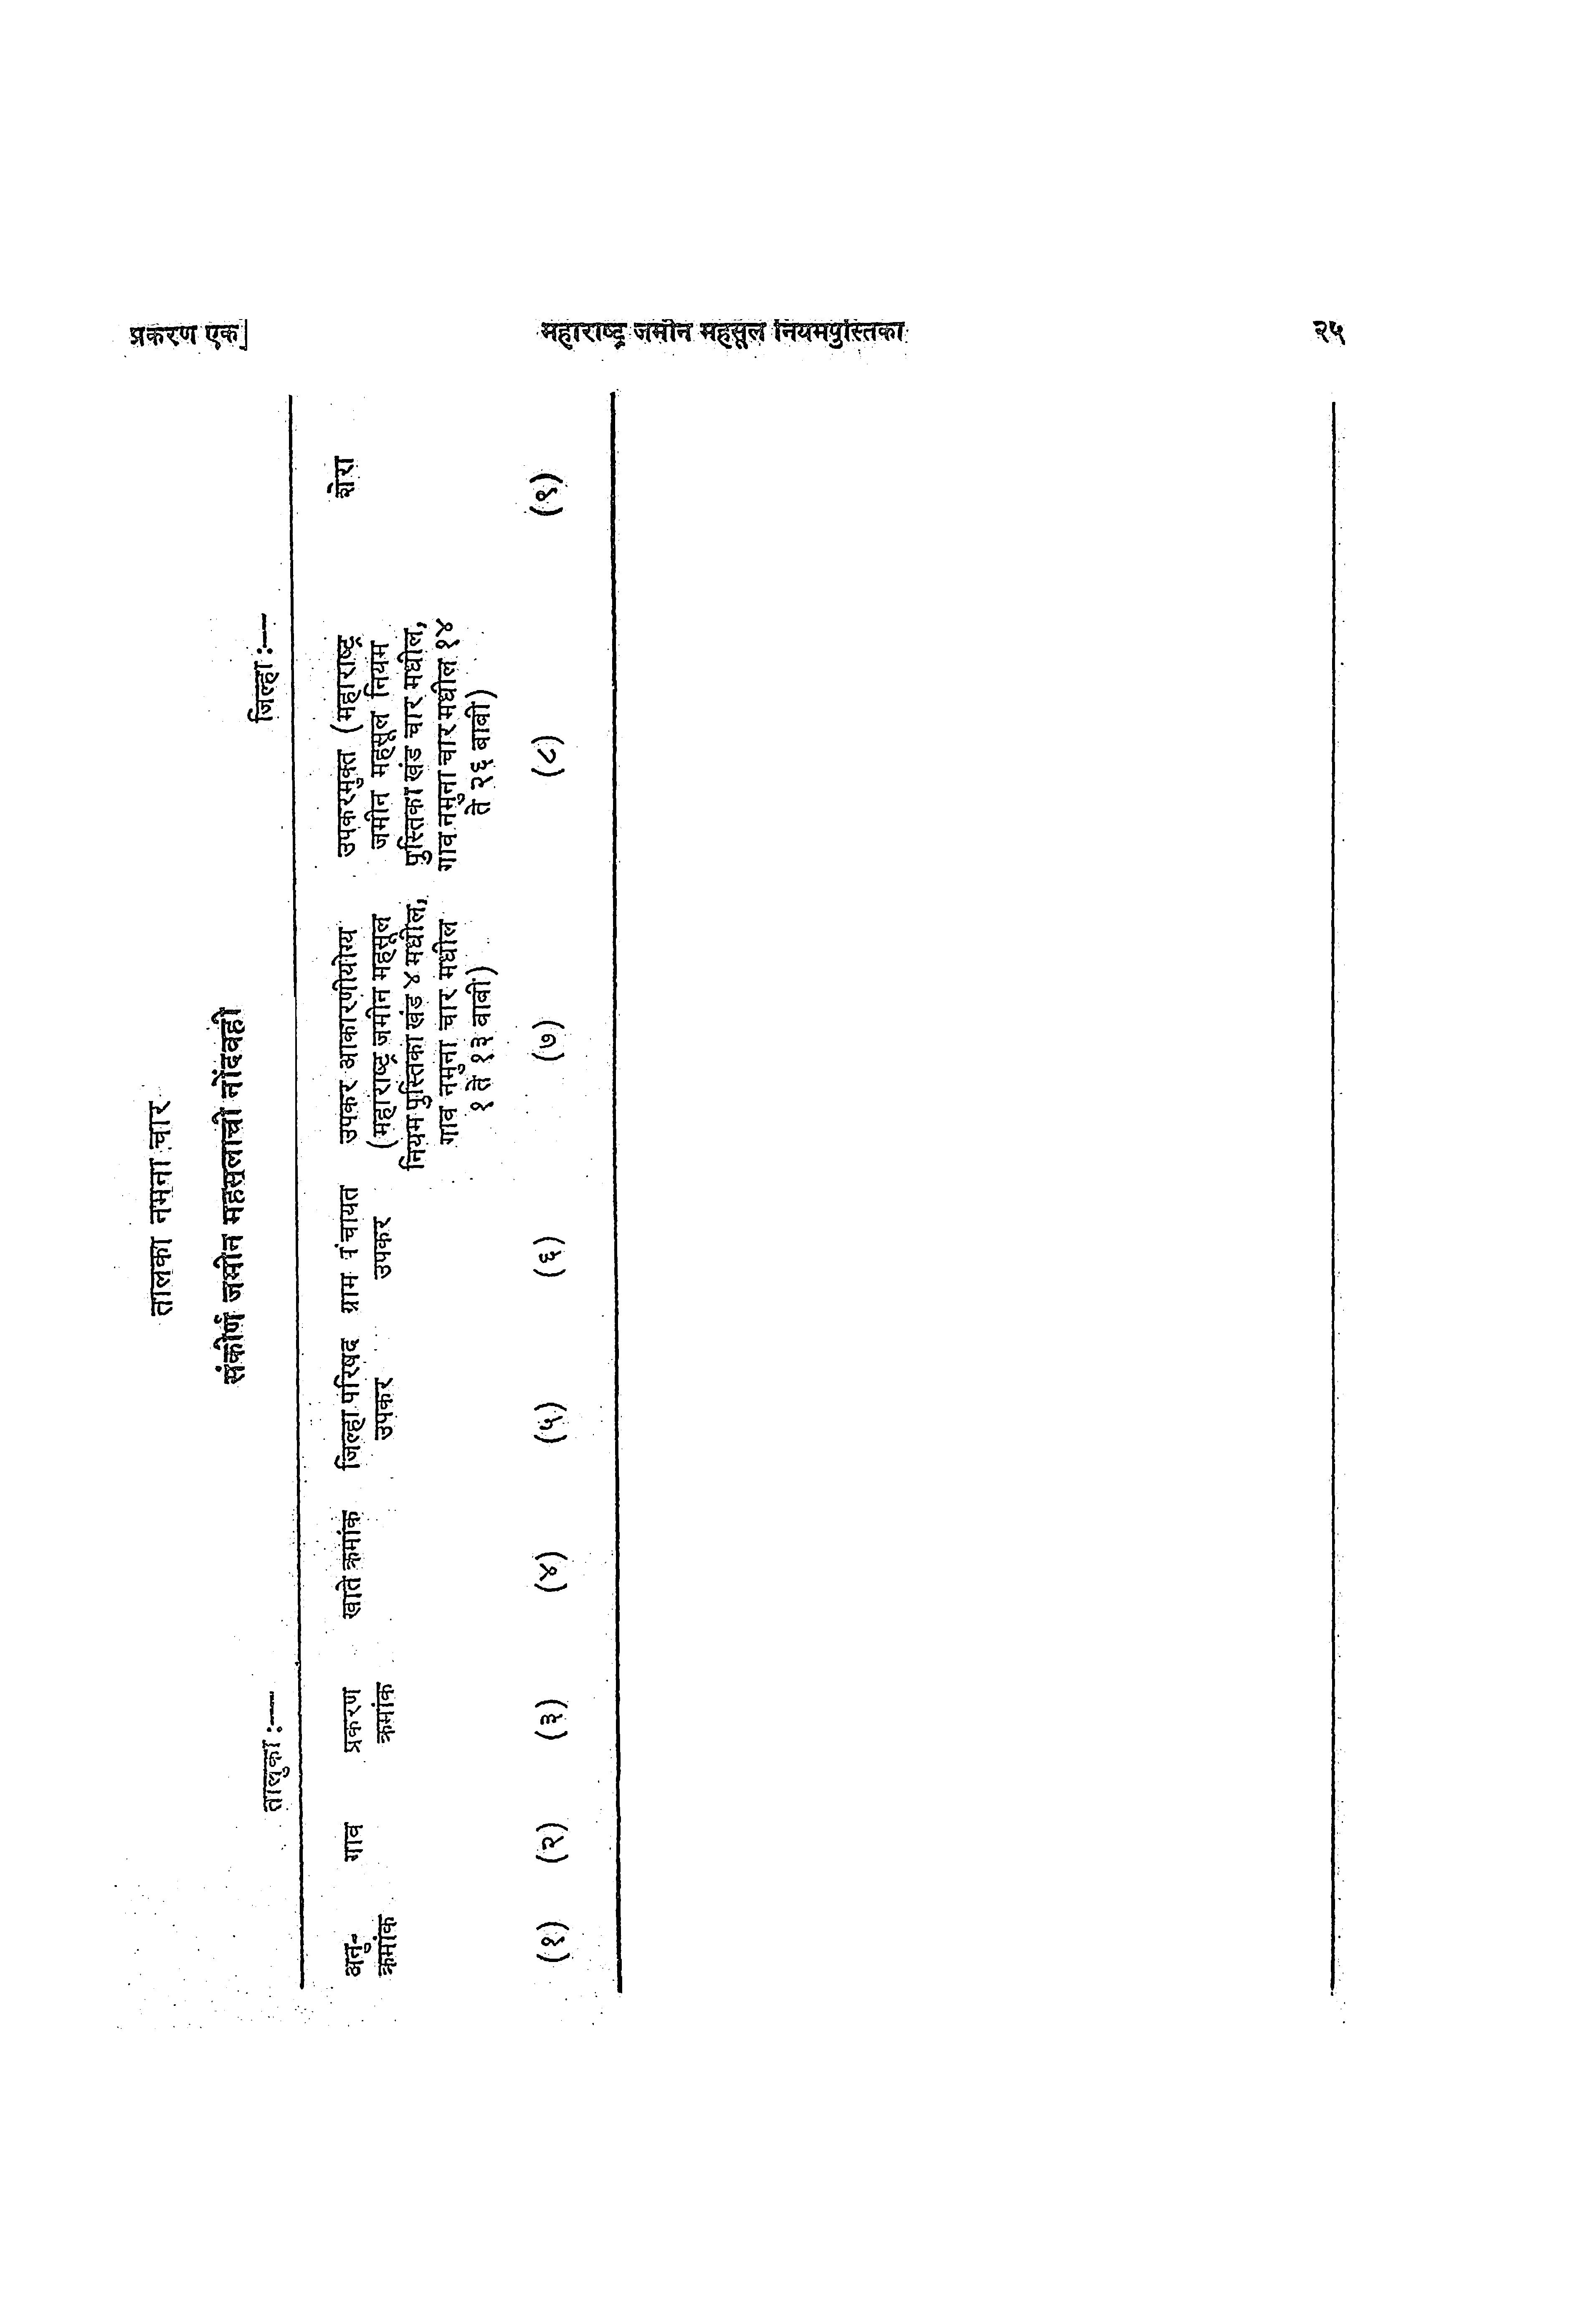 प्रकरण एक]
महाराष्ट्र जमीन महसूल नियमपुस्तिका
२५
तालुका नमुना चार
संकीर्ण जमीन महसुलाची नोंदवही
तालुका :—
जिल्हा :—
अनु-
क्रमांक
गाव
प्रकरण
क्रमांक
खाते क्रमांक
जिल्हा परिषद
उपकर
ग्राम पंचायत
उपकर
उपकर आकारणीयोग्य
(महाराष्ट्र जमीन महसूल
नियम पुस्तिका खंड ४ मधील,
गाव नमुना चार मधील
१ ते १३ बाबीं)
उपकरमुक्त (महाराष्ट्र
जमीन महसूल नियम
पुस्तिका खंड चार मधील,
गाव नमुना चार मधील १४
ते २६ बाबीं)
शेरा
(१)
(२)
(३)
(४)
(५)
(६)
(७)
(८)
(९)